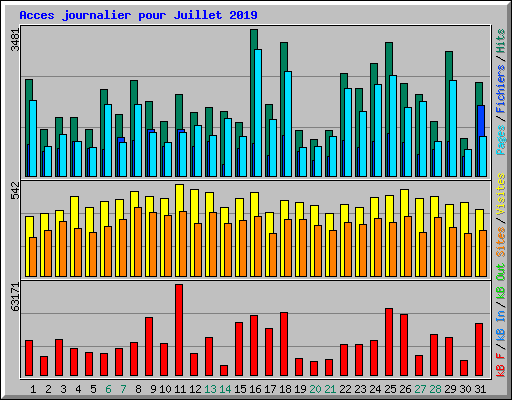 Acces journalier pour Juillet 2019
3481
542
63171
Pages / Fichiers / Hits
Sites / Visites
kB F / kB In / kB Out
1 2 3 4 5 6 7 8 9 10 11 12 13 14 15 16 17 18 19 20 21 22 23 24 25 26 27 28 29 30 31